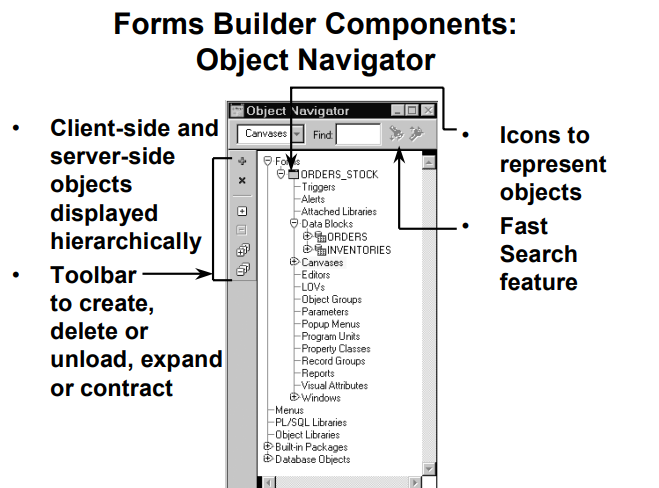 Forms Builder Components:
Object Navigator
• Client-side and
server-side
objects
displayed
hierarchically
• Toolbar
to create,
delete or
unload, expand
or contract
Object Navigator
Canvases Find:
Forms
ORDERS_STOCK
Triggers
Alerts
Attached Libraries
Data Blocks
ORDERS
INVENTORIES
Canvases
Editors
LOVs
Object Groups
Parameters
Popup Menus
Program Units
Property Classes
Record Groups
Reports
Visual Attributes
Windows
Menus
PL/SQL Libraries
Object Libraries
Built-in Packages
Database Objects
• Icons to
represent
objects
• Fast
Search
feature